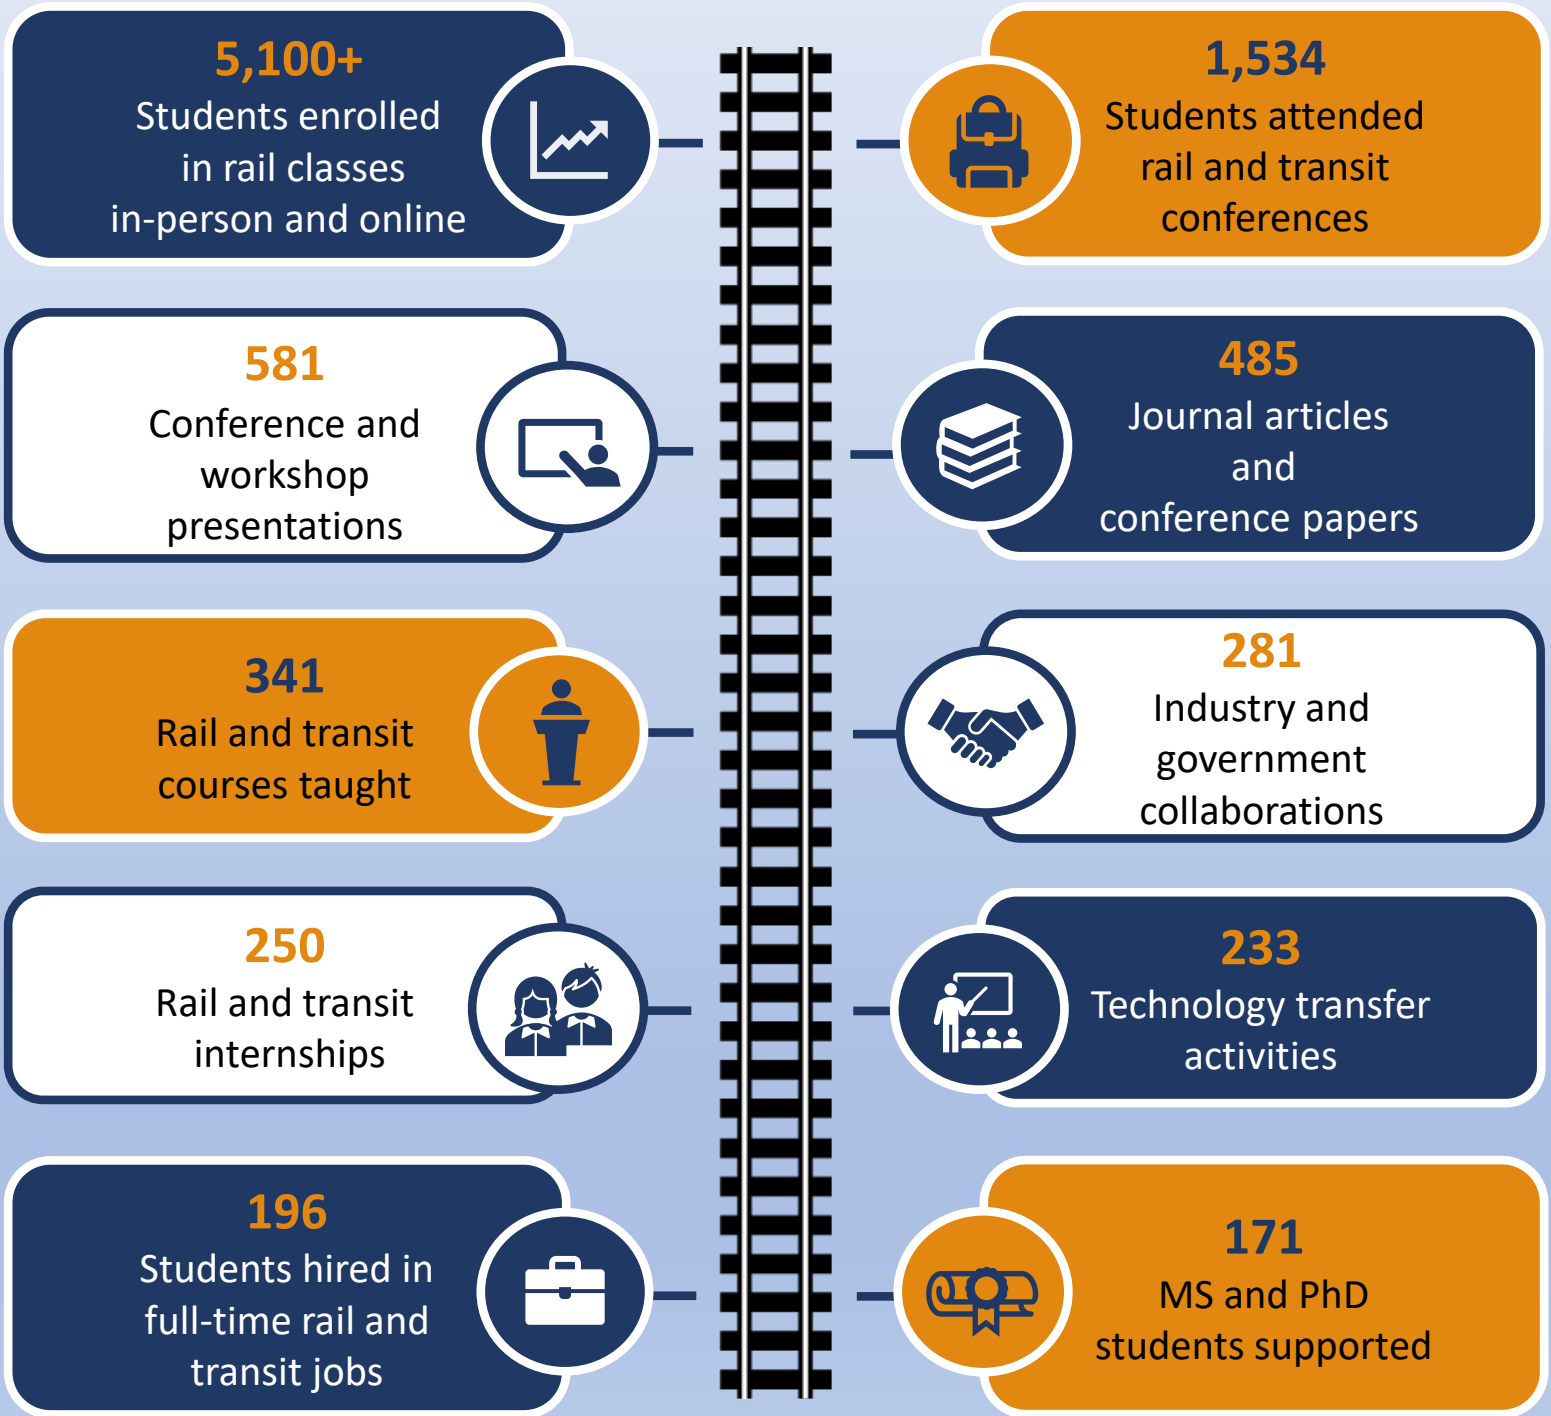 5,100+
Students enrolled
in rail classes
in-person and online
1,534
Students attended
rail and transit
conferences
581
Conference and
workshop
presentations
485
Journal articles
and
conference papers
341
Rail and transit
courses taught
281
Industry and
government
collaborations
250
Rail and transit
internships
233
Technology transfer
activities
196
Students hired in
full-time rail and
transit jobs
171
MS and PhD
students supported